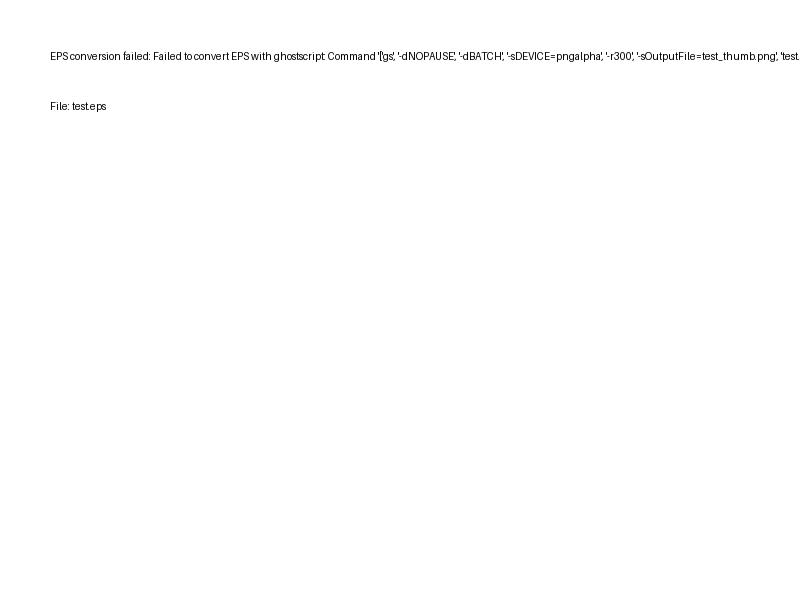 EPS conversion failed: Failed to convert EPS with ghostscript: Command '['gs', '-dNOPAUSE', '-dBATCH', '-sDEVICE=pngalpha', '-r300', '-sOutputFile=test_thumb.png', 'test.
File: test.eps